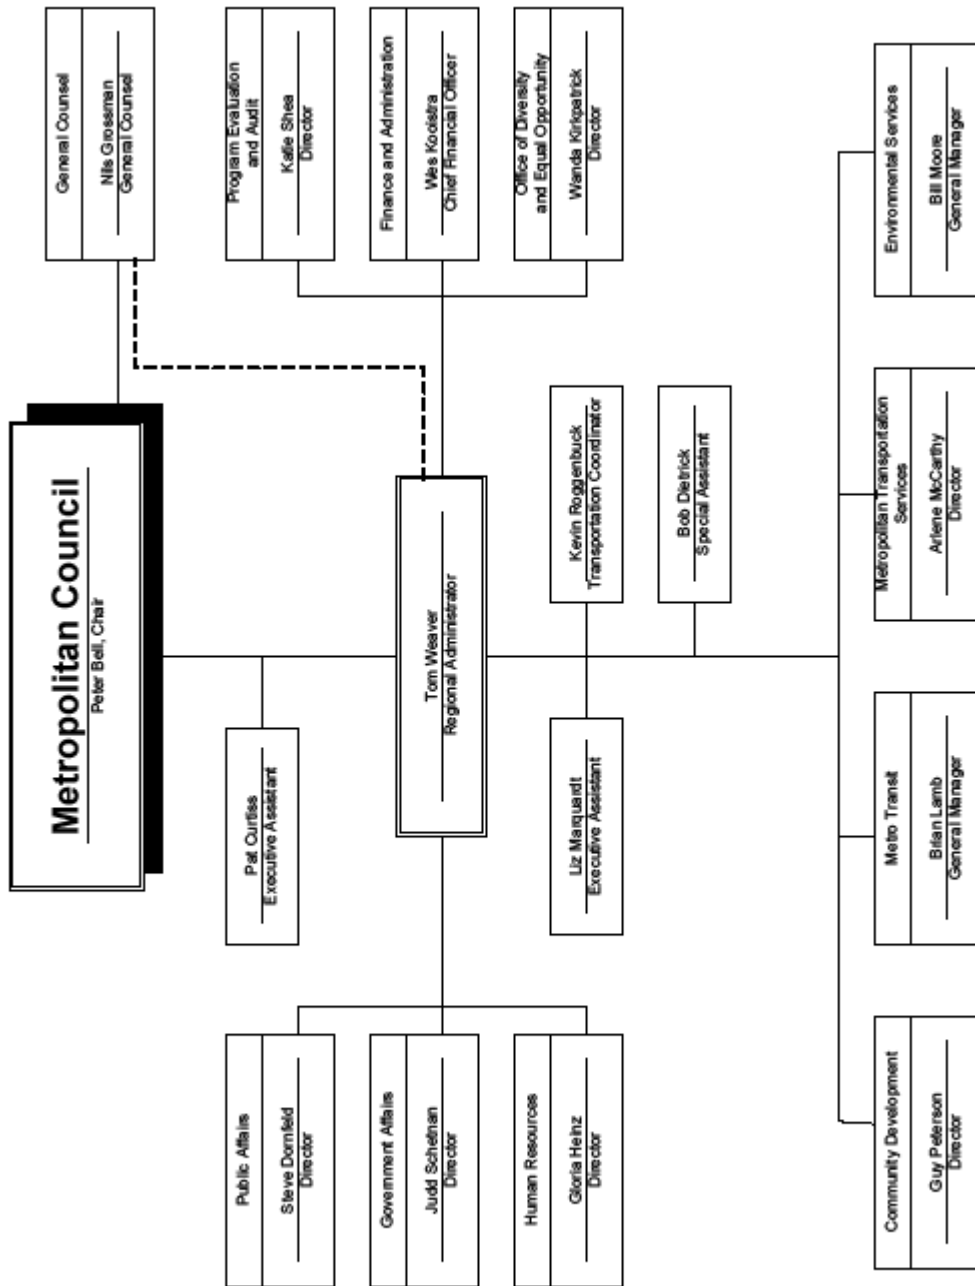 Metropolitan Council
Peter Bell, Chair
General Counsel
Nils Grossman
General Counsel
Pat Curtiss
Executive Assistant
Public Affairs
Steve Dornfeld
Director
Program Evaluation
and Audit
Katie Shea
Director
Government Affairs
Judd Schetnan
Director
Tom Weaver
Regional Administrator
Finance and Administration
Wes Kooistra
Chief Financial Officer
Human Resources
Gloria Heinz
Director
Office of Diversity
and Equal Opportunity
Wanda Kirkpatrick
Director
Liz Marquardt
Executive Assistant
Kevin Roggenbuck
Transportation Coordinator
Bob Dietrick
Special Assistant
Community Development
Guy Peterson
Director
Metro Transit
Brian Lamb
General Manager
Metropolitan Transportation
Services
Arlene McCarthy
Director
Environmental Services
Bill Moore
General Manager